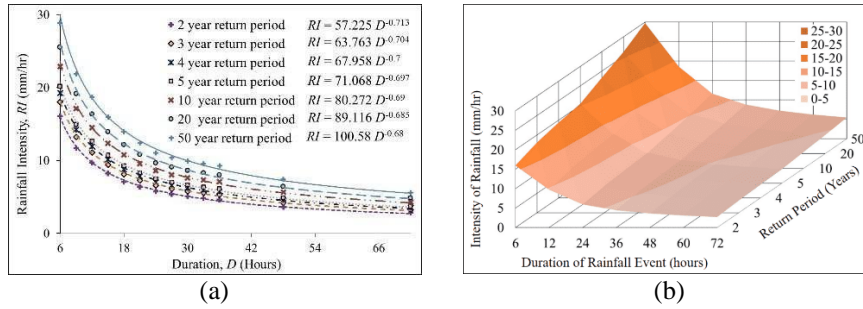 30
20
10
0
6
18
30
42
54
66
Rainfall Intensity, RI (mm/hr)
Duration, D (Hours)
2 year return period RI = 57.225 D^-0.713
3 year return period RI = 63.763 D^-0.704
4 year return period RI = 67.958 D^-0.7
5 year return period RI = 71.068 D^-0.697
10 year return period RI = 80.272 D^-0.69
20 year return period RI = 89.116 D^-0.685
50 year return period RI = 100.58 D^-0.68
(a)
25-30
20-25
15-20
10-15
5-10
0-5
Intensity of Rainfall (mm/hr)
30
25
20
15
10
5
0
6 12 24 36 48 60 72
Duration of Rainfall Event (hours)
2
3
4
5
10
20
50
Return Period (Years)
(b)